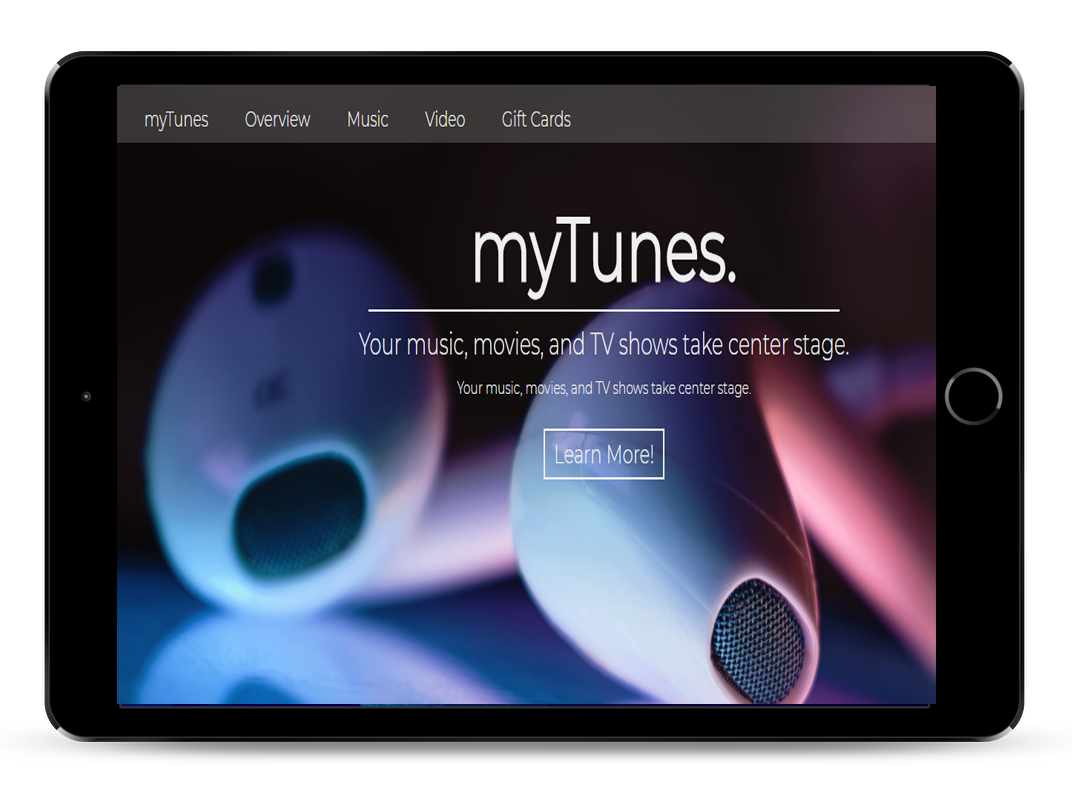 myTunes Overview Music Video Gift Cards
myTunes.
Your music, movies, and TV shows take center stage.
Your music, movies, and TV shows take center stage.
Learn More!